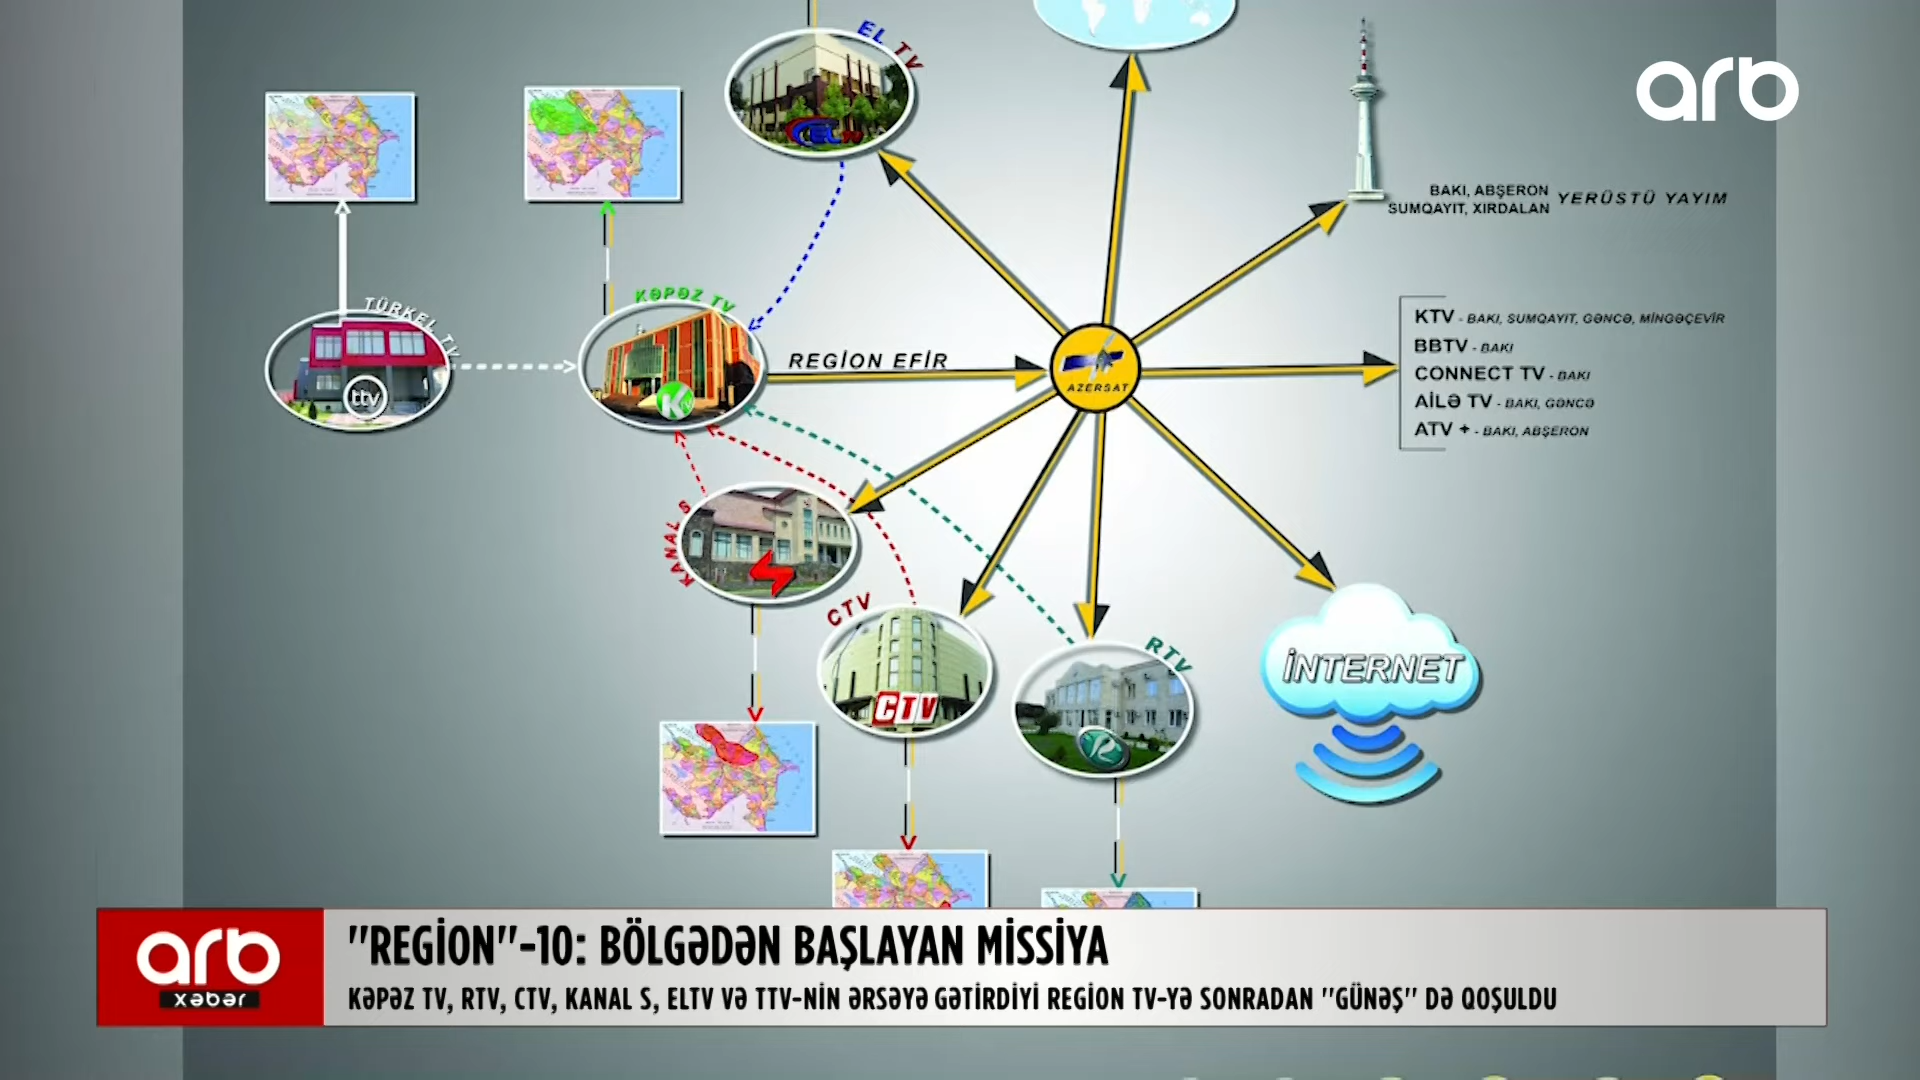 EL TV
EL TV
arb
BAKI, ABŞERON
SUMQAYIT, XIRDALAN
YERÜSTÜ YAYIM
TÜRKEL TV
ttv
KƏPƏZ TV
K TV
REGİON EFİR
AZERSAT
KTV - BAKI, SUMQAYIT, GƏNCƏ, MİNGƏÇEVİR
BBTV - BAKI
CONNECT TV - BAKI
AİLƏ TV - BAKI, GƏNCƏ
ATV + - BAKI, ABŞERON
KANAL S
CTV
CTV
RTV
İNTERNET
arb
xəbər
"REGİON"-10: BÖLGƏDƏN BAŞLAYAN MİSSİYA
KƏPƏZ TV, RTV, CTV, KANAL S, ELTV VƏ TTV-NİN ƏRSƏYƏ GƏTİRDİYİ REGİON TV-YƏ SONRADAN "GÜNƏŞ" DƏ QOŞULDU